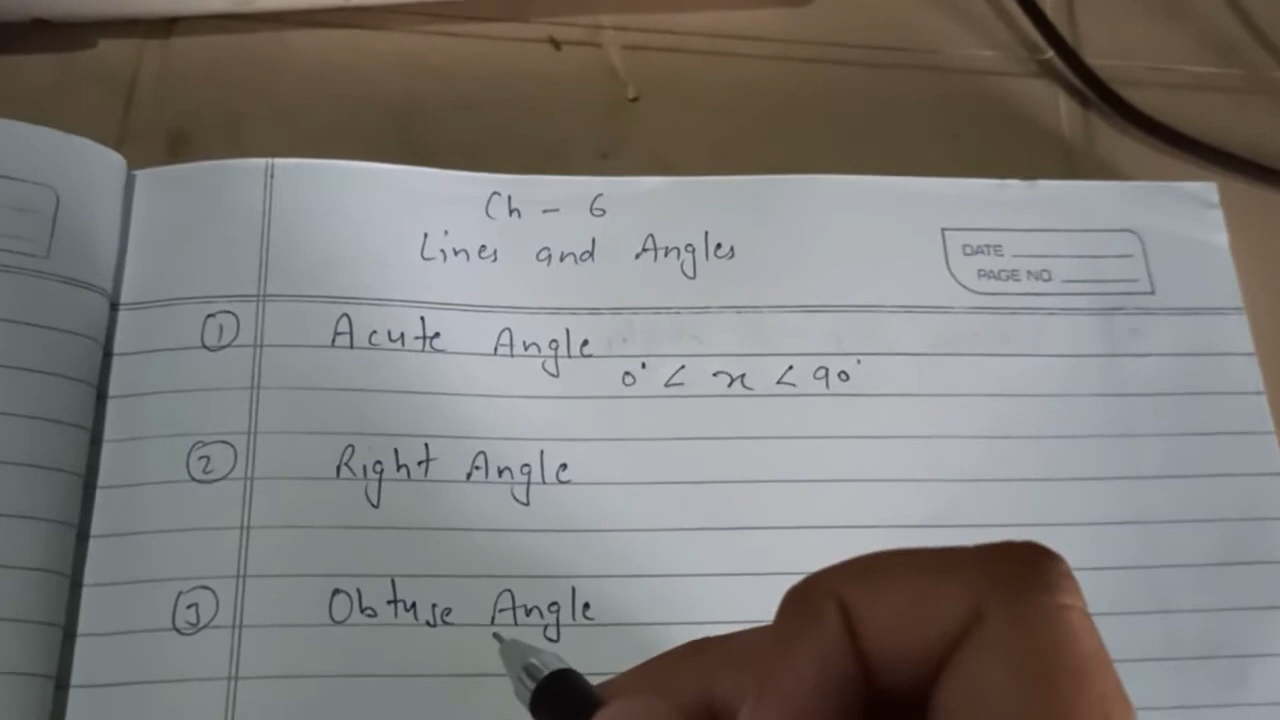 Ch - 6
Lines and Angles
DATE
PAGE NO.
① Acute Angle
0° < x < 90°
② Right Angle
③ Obtuse Angle